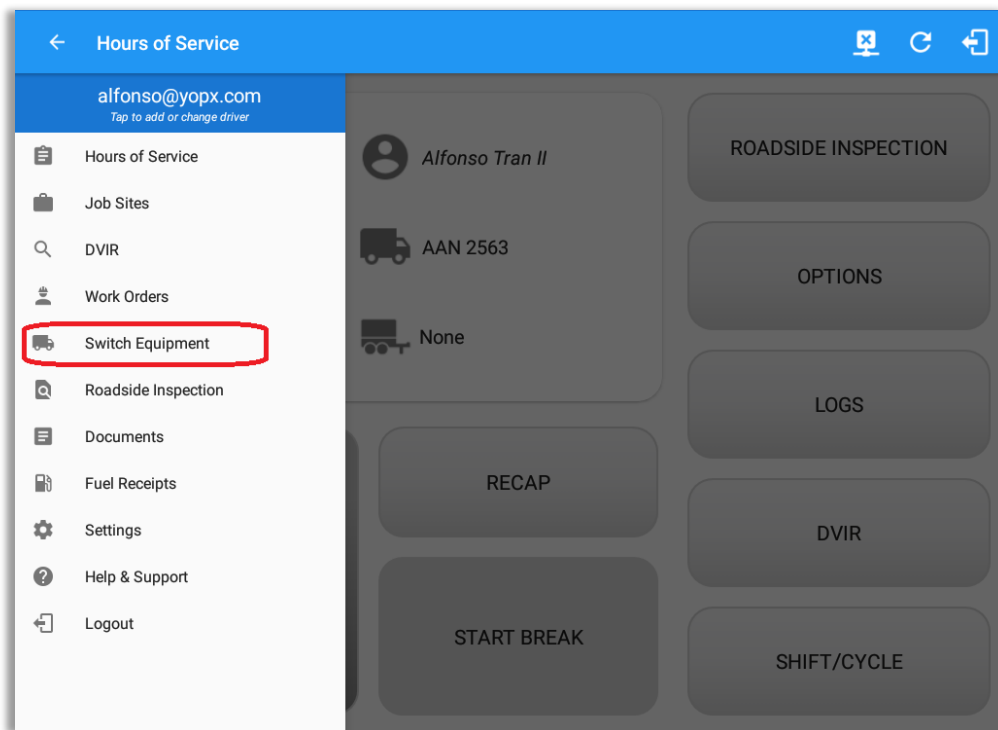 Hours of Service
alfonso@yopx.com
Tap to add or change driver
Hours of Service
Job Sites
DVIR
Work Orders
Switch Equipment
Roadside Inspection
Documents
Fuel Receipts
Settings
Help & Support
Logout
Alfonso Tran II
AAN 2563
None
RECAP
START BREAK
ROADSIDE INSPECTION
OPTIONS
LOGS
DVIR
SHIFT/CYCLE